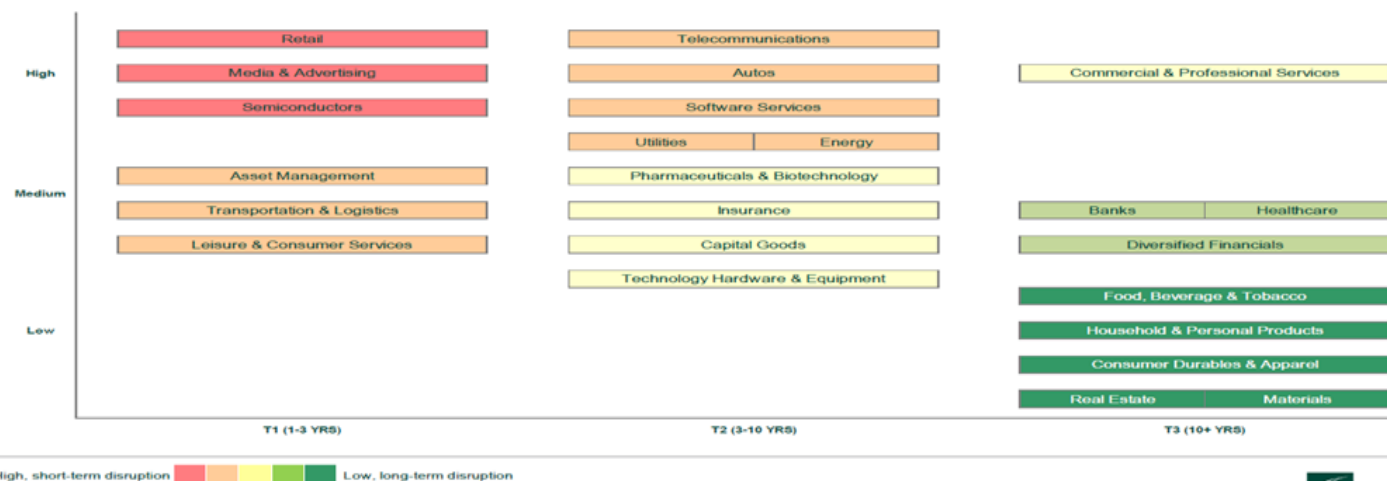 High
Medium
Low
Retail
Media & Advertising
Semiconductors
Asset Management
Transportation & Logistics
Leisure & Consumer Services
Telecommunications
Autos
Software Services
Utilities
Energy
Pharmaceuticals & Biotechnology
Insurance
Capital Goods
Technology Hardware & Equipment
Commercial & Professional Services
Banks
Healthcare
Diversified Financials
Food, Beverage & Tobacco
Household & Personal Products
Consumer Durables & Apparel
Real Estate
Materials
T1 (1-3 YRS)
T2 (3-10 YRS)
T3 (10+ YRS)
High, short-term disruption
Low, long-term disruption